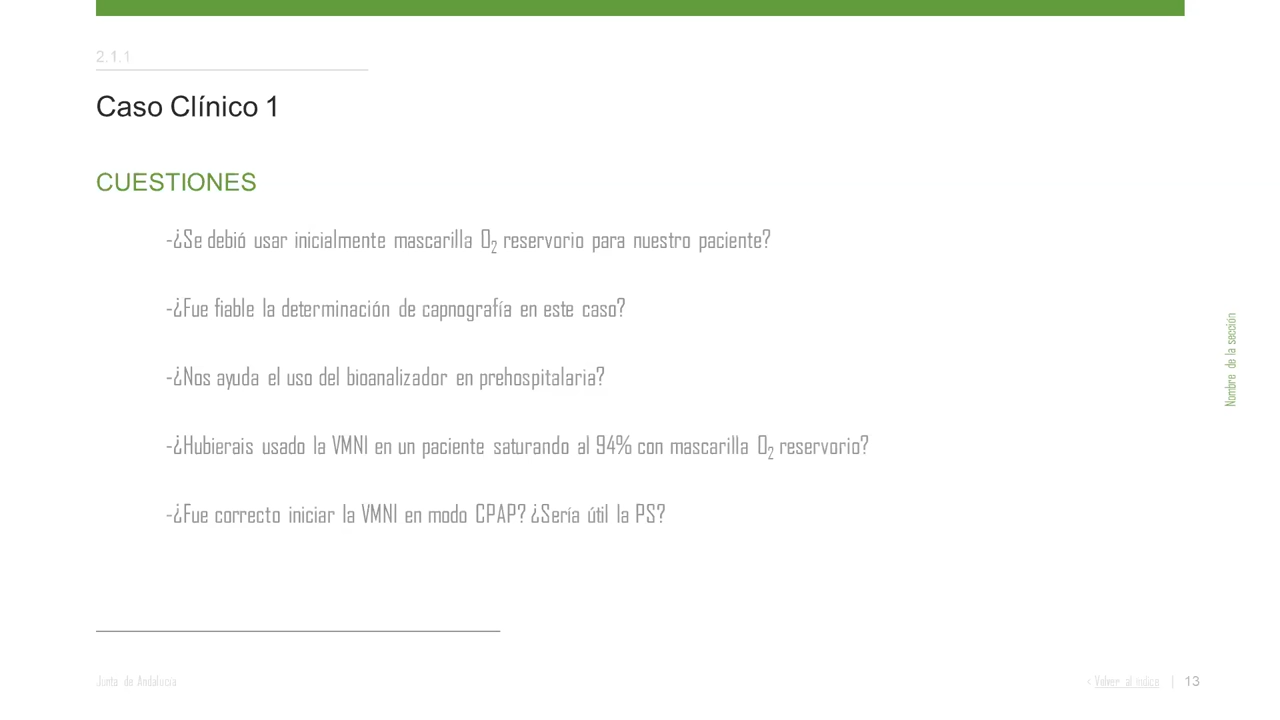 2.1.1
Caso Clínico 1
CUESTIONES
-¿Se debió usar inicialmente mascarilla O₂ reservorio para nuestro paciente?
-¿Fue fiable la determinación de capnografía en este caso?
-¿Nos ayuda el uso del bioanalizador en prehospitalaria?
-¿Hubierais usado la VMNI en un paciente saturando al 94% con mascarilla O₂ reservorio?
-¿Fue correcto iniciar la VMNI en modo CPAP? ¿Sería útil la PS?
Nombre de la sección
Junta de Andalucía
< Volver al índice | 13